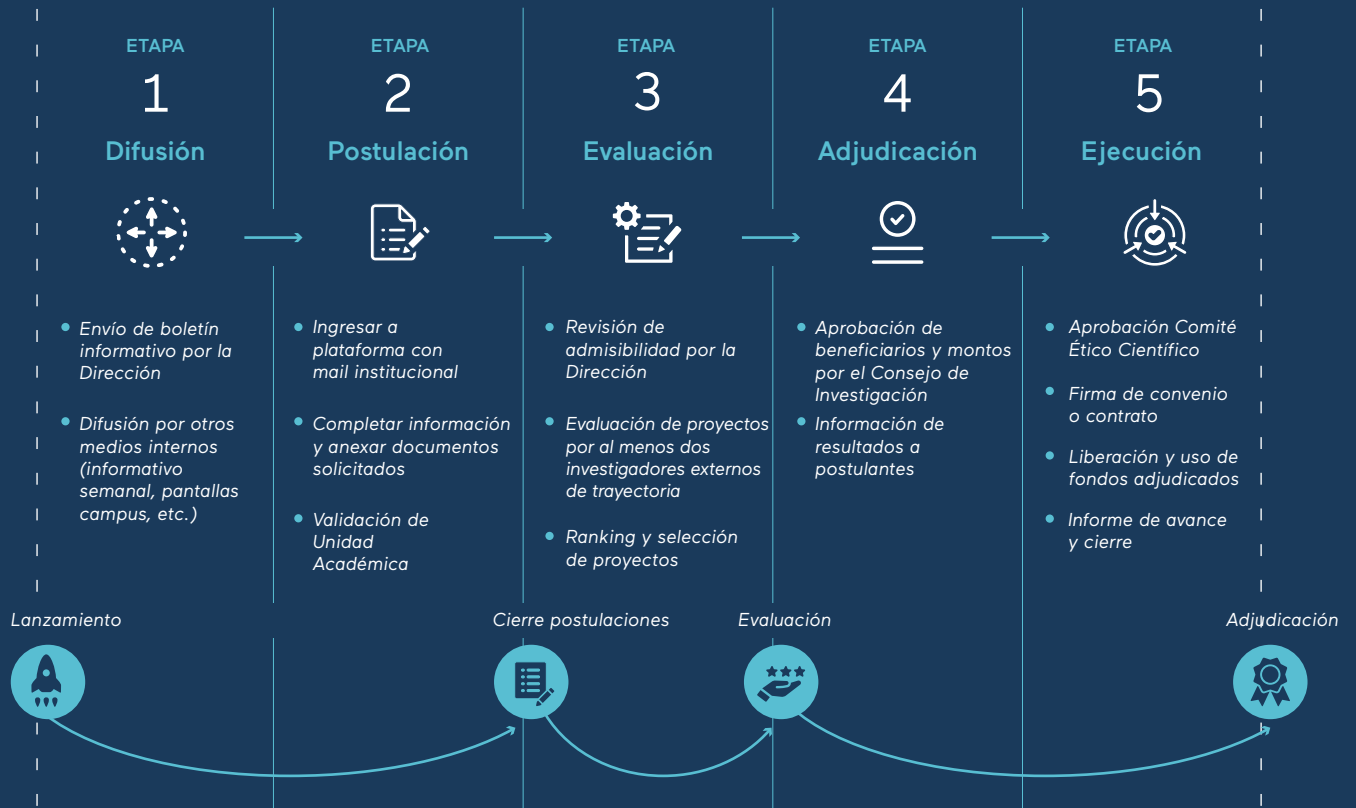 ETAPA
1
Difusión
Envío de boletín
informativo por la
Dirección
Difusión por otros
medios internos
(informativo
semanal, pantallas
campus, etc.)
ETAPA
2
Postulación
Ingresar a
plataforma con
mail institucional
Completar información
y anexar documentos
solicitados
Validación de
Unidad
Académica
ETAPA
3
Evaluación
Revisión de
admisibilidad por la
Dirección
Evaluación de proyectos
por al menos dos
investigadores externos
de trayectoria
Ranking y selección
de proyectos
ETAPA
4
Adjudicación
Aprobación de
beneficiarios y montos
por el Consejo de
Investigación
Información de
resultados a
postulantes
ETAPA
5
Ejecución
Aprobación Comité
Ético Científico
Firma de convenio
o contrato
Liberación y uso de
fondos adjudicados
Informe de avance
y cierre
Lanzamiento
Cierre postulaciones
Evaluación
Adjudicación